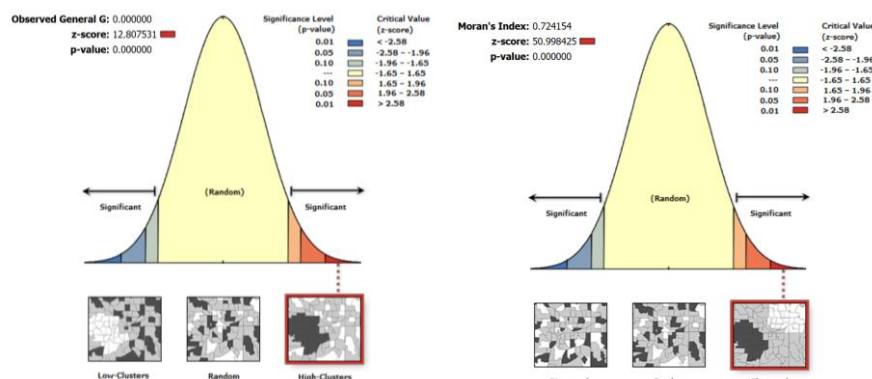 Observed General G: 0.000000
z-score: 12.807531
p-value: 0.000000
Significance Level
(p-value)
Critical Value
(z-score)
0.01 < -2.58
0.05 -2.58 - -1.96
0.10 -1.96 - -1.65
--- -1.65 - 1.65
0.10 1.65 - 1.96
0.05 1.96 - 2.58
0.01 > 2.58
(Random)
Significant
Significant
Low-Clusters
Random
High-Clusters
Moran's Index: 0.724154
z-score: 50.998425
p-value: 0.000000
Significance Level
(p-value)
Critical Value
(z-score)
0.01 < -2.58
0.05 -2.58 - -1.96
0.10 -1.96 - -1.65
--- -1.65 - 1.65
0.10 1.65 - 1.96
0.05 1.96 - 2.58
0.01 > 2.58
(Random)
Significant
Significant